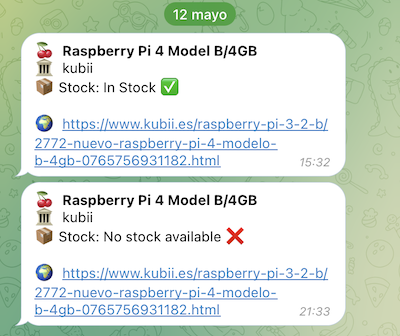 12 mayo
Raspberry Pi 4 Model B/4GB
kubii
Stock: In Stock ✅
https://www.kubii.es/raspberry-pi-3-2-b/
2772-nuevo-raspberry-pi-4-modelo-
b-4gb-0765756931182.html
15:32
Raspberry Pi 4 Model B/4GB
kubii
Stock: No stock available ❌
https://www.kubii.es/raspberry-pi-3-2-b/
2772-nuevo-raspberry-pi-4-modelo-
b-4gb-0765756931182.html
21:33